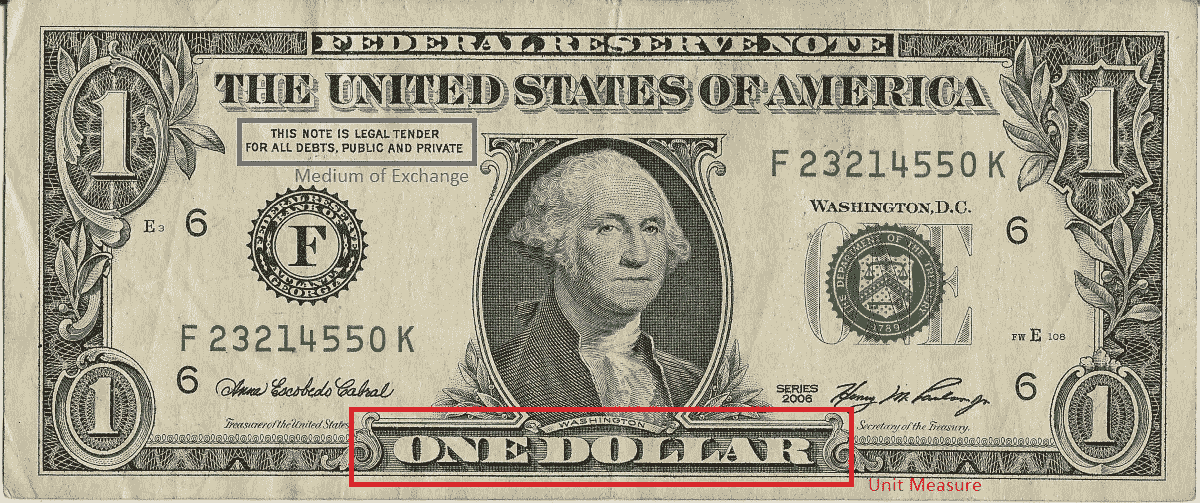 FEDERAL RESERVE NOTE
THE UNITED STATES OF AMERICA
1
1
THIS NOTE IS LEGAL TENDER
FOR ALL DEBTS, PUBLIC AND PRIVATE
Medium of Exchange
F 23214550 K
WASHINGTON, D.C.
E 3
6
6
FEDERAL RESERVE
BANK OF
F
ATLANTA
GEORGIA
ONE
DEPARTMENT OF THE
1789
F 23214550 K
FW E 108
6
6
Anna Escobedo Cabral
SERIES
2006
Henry M. Paulson Jr
1
1
Treasurer of the United States.
WASHINGTON
Secretary of the Treasury.
ONE DOLLAR
Unit Measure